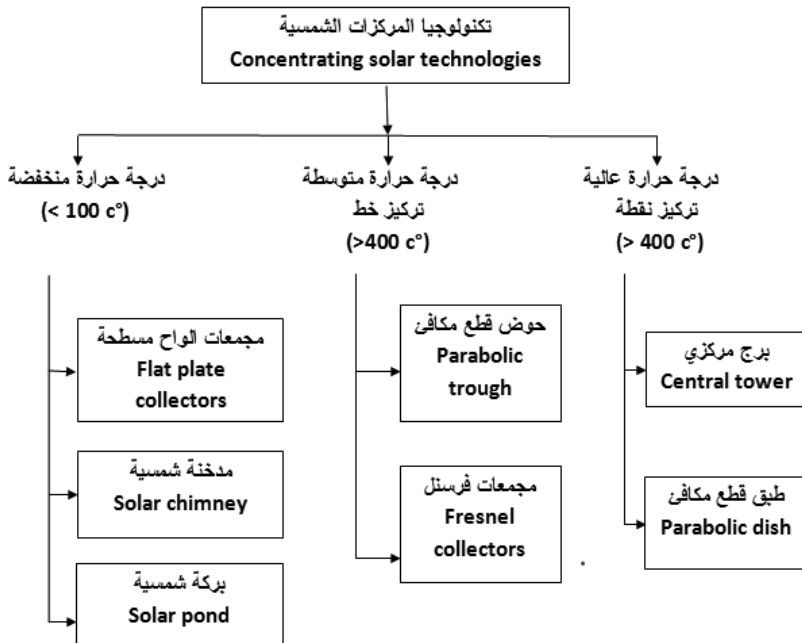 تكنولوجيا المركزات الشمسية
Concentrating solar technologies
درجة حرارة منخفضة
(< 100 c°)
درجة حرارة متوسطة
تركيز خط
(>400 c°)
درجة حرارة عالية
تركيز نقطة
(> 400 c°)
مجمعات الواح مسطحة
Flat plate
collectors
مدخنة شمسية
Solar chimney
بركة شمسية
Solar pond
حوض قطع مكافئ
Parabolic
trough
مجمعات فرسنل
Fresnel
collectors
برج مركزي
Central tower
طبق قطع مكافئ
Parabolic dish